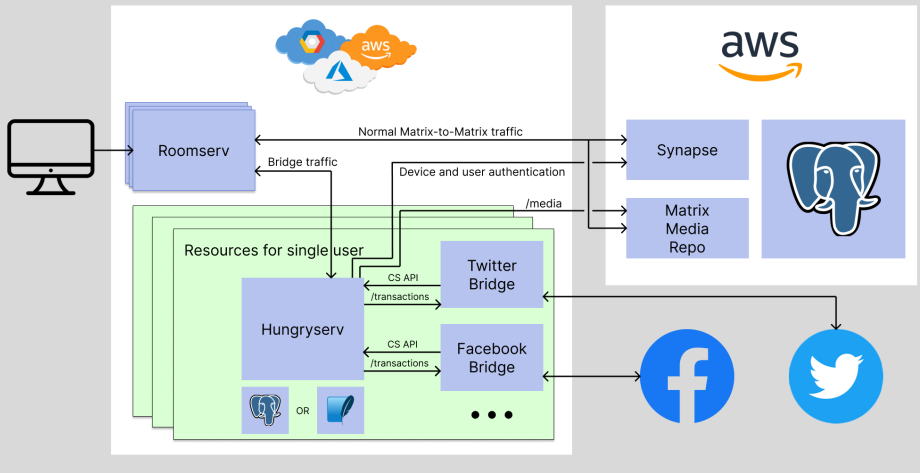 aws
aws
Roomserv
Normal Matrix-to-Matrix traffic
Bridge traffic
Device and user authentication
/media
Synapse
Matrix
Media
Repo
Resources for single user
Hungryserv
CS API
/transactions
Twitter
Bridge
CS API
/transactions
Facebook
Bridge
OR